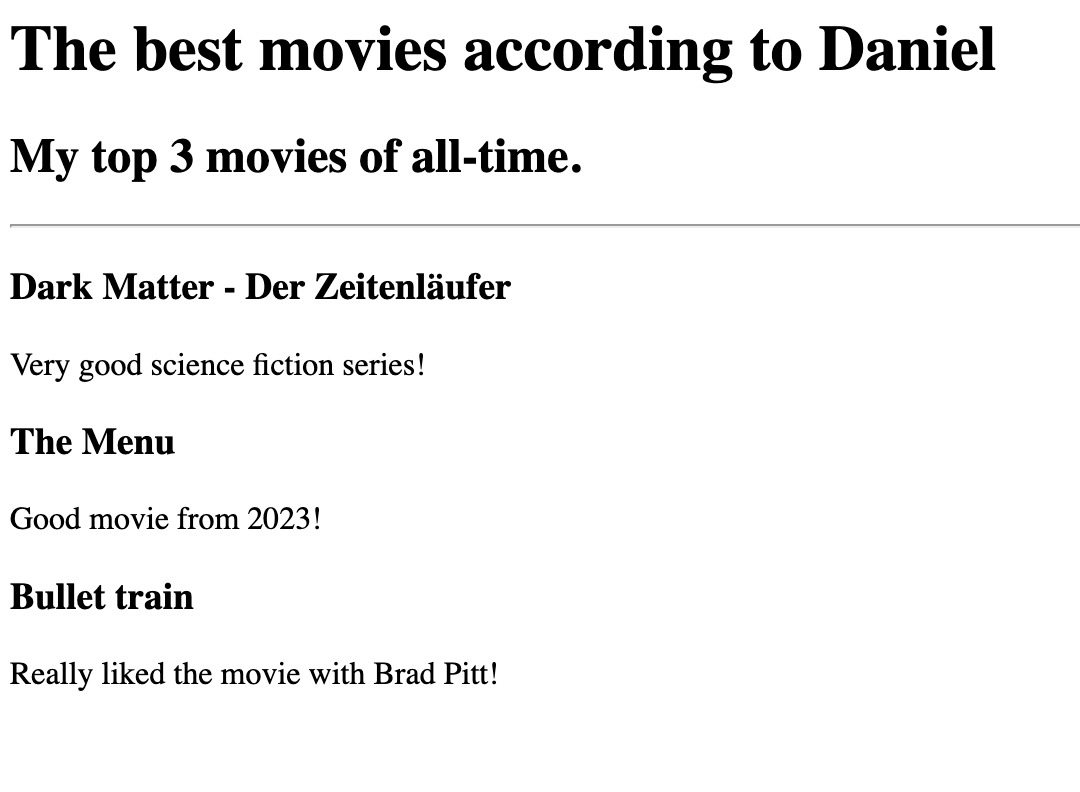 The best movies according to Daniel
My top 3 movies of all-time.
Dark Matter - Der Zeitenläufer
Very good science fiction series!
The Menu
Good movie from 2023!
Bullet train
Really liked the movie with Brad Pitt!